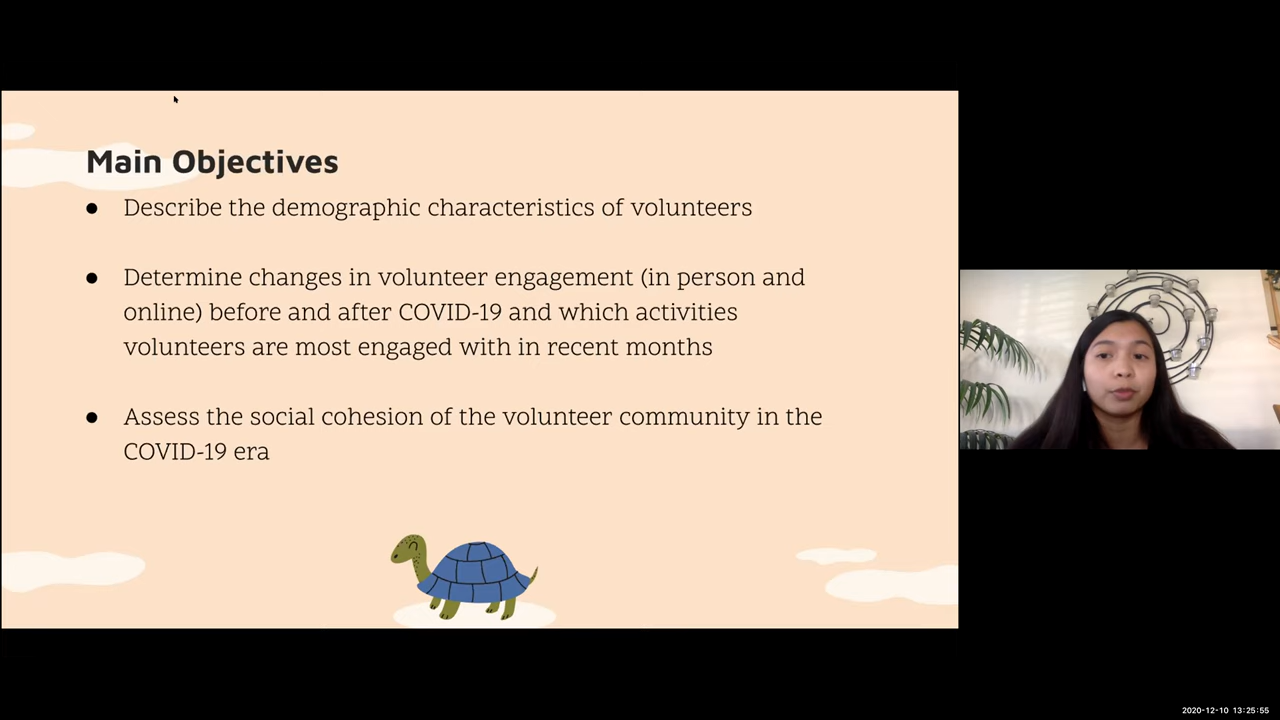 Main Objectives
● Describe the demographic characteristics of volunteers
● Determine changes in volunteer engagement (in person and
online) before and after COVID-19 and which activities
volunteers are most engaged with in recent months
● Assess the social cohesion of the volunteer community in the
COVID-19 era
2020-12-10 13:25:55